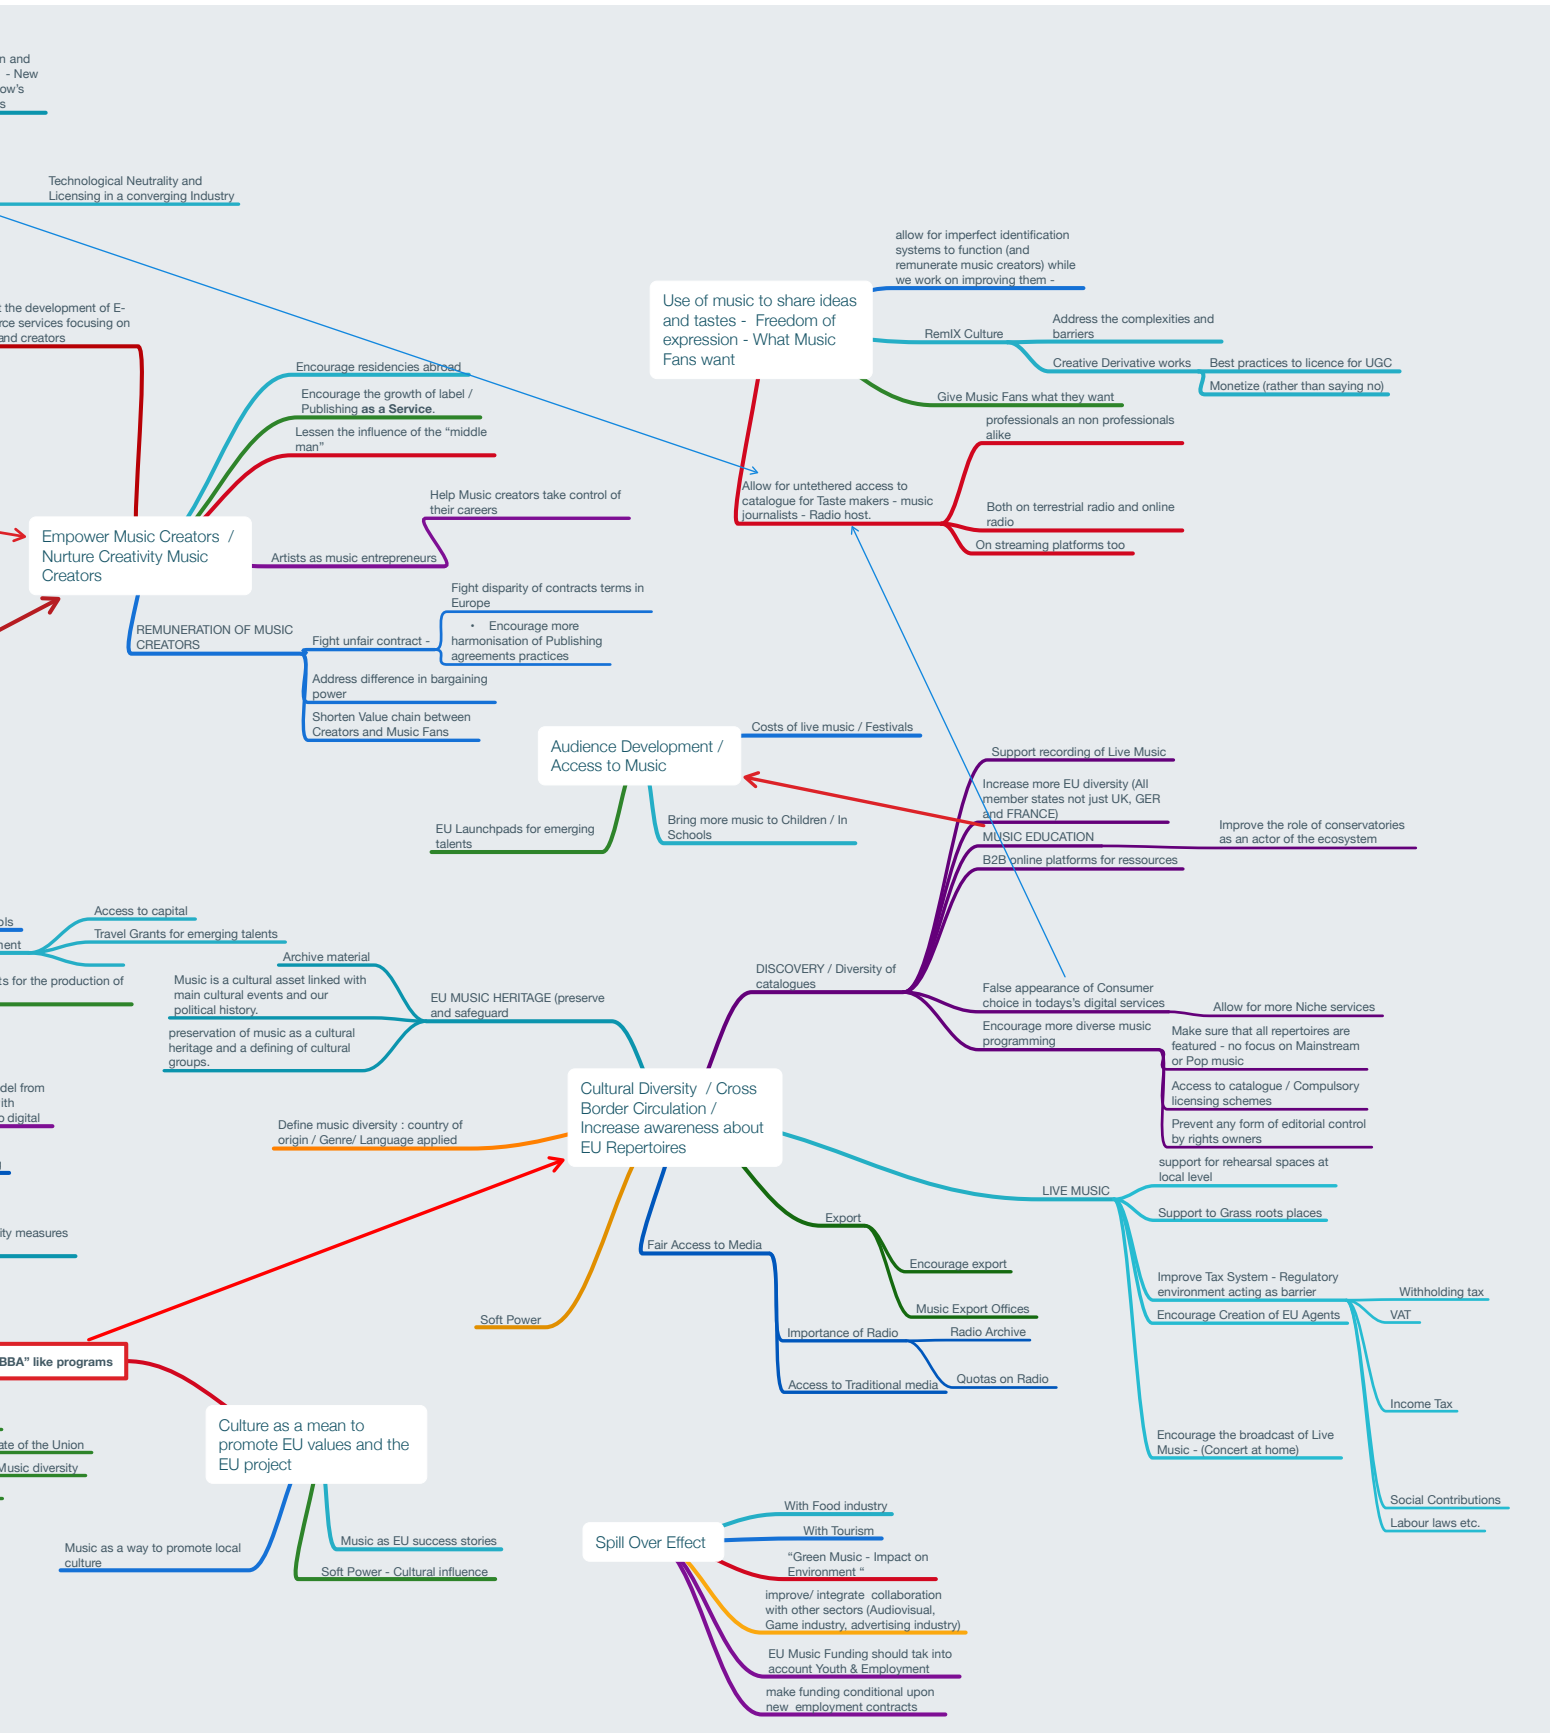 n and
- New
ow's
s
Technological Neutrality and
Licensing in a converging Industry
t the development of E-
rce services focusing on
and creators
Encourage residencies abroad
Encourage the growth of label /
Publishing as a Service.
Lessen the influence of the “middle
man”
Empower Music Creators /
Nurture Creativity Music
Creators
Help Music creators take control of
their careers
Artists as music entrepreneurs
REMUNERATION OF MUSIC
CREATORS
Fight unfair contract -
Fight disparity of contracts terms in
Europe
• Encourage more
harmonisation of Publishing
agreements practices
Address difference in bargaining
power
Shorten Value chain between
Creators and Music Fans
Use of music to share ideas
and tastes - Freedom of
expression - What Music
Fans want
allow for imperfect identification
systems to function (and
remunerate music creators) while
we work on improving them -
RemIX Culture
Address the complexities and
barriers
Creative Derivative works
Best practices to licence for UGC
Monetize (rather than saying no)
Give Music Fans what they want
Allow for untethered access to
catalogue for Taste makers - music
journalists - Radio host.
professionals an non professionals
alike
Both on terrestrial radio and online
radio
On streaming platforms too
Audience Development /
Access to Music
Costs of live music / Festivals
EU Launchpads for emerging
talents
Bring more music to Children / In
Schools
Support recording of Live Music
Increase more EU diversity (All
member states not just UK, GER
and FRANCE)
MUSIC EDUCATION
Improve the role of conservatories
as an actor of the ecosystem
B2B online platforms for ressources
DISCOVERY / Diversity of
catalogues
False appearance of Consumer
choice in todays's digital services
Allow for more Niche services
Encourage more diverse music
programming
Make sure that all repertoires are
featured - no focus on Mainstream
or Pop music
Access to catalogue / Compulsory
licensing schemes
Prevent any form of editorial control
by rights owners
ols
ment
Access to capital
Travel Grants for emerging talents
ts for the production of
Archive material
Music is a cultural asset linked with
main cultural events and our
political history.
preservation of music as a cultural
heritage and a defining of cultural
groups.
EU MUSIC HERITAGE (preserve
and safeguard
Cultural Diversity / Cross
Border Circulation /
Increase awareness about
EU Repertoires
Define music diversity : country of
origin / Genre/ Language applied
del from
ith
o digital
ity measures
LIVE MUSIC
support for rehearsal spaces at
local level
Support to Grass roots places
Improve Tax System - Regulatory
environment acting as barrier
Withholding tax
VAT
Income Tax
Social Contributions
Labour laws etc.
Encourage Creation of EU Agents
Encourage the broadcast of Live
Music - (Concert at home)
Export
Encourage export
Music Export Offices
Fair Access to Media
Importance of Radio
Radio Archive
Quotas on Radio
Access to Traditional media
Soft Power
BBA” like programs
ate of the Union
Music diversity
Culture as a mean to
promote EU values and the
EU project
Music as a way to promote local
culture
Music as EU success stories
Soft Power - Cultural influence
Spill Over Effect
With Food industry
With Tourism
“Green Music - Impact on
Environment “
improve/ integrate collaboration
with other sectors (Audiovisual,
Game industry, advertising industry)
EU Music Funding should tak into
account Youth & Employment
make funding conditional upon
new employment contracts